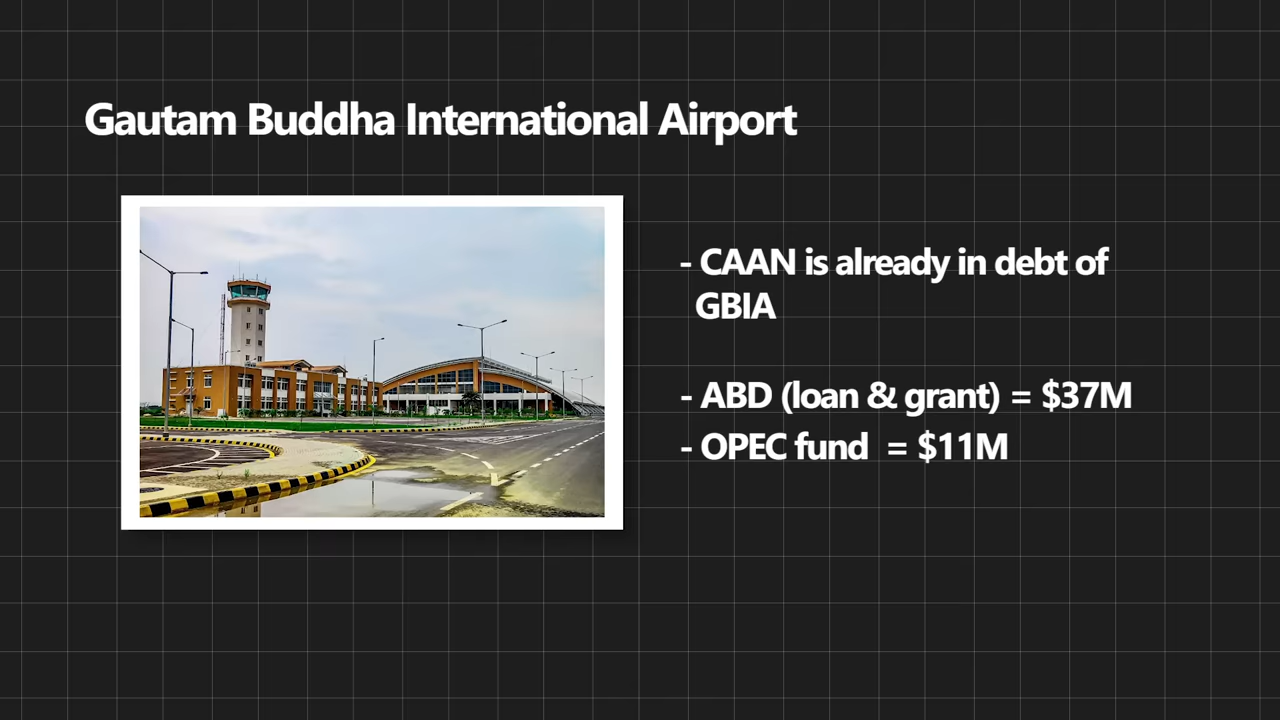 Gautam Buddha International Airport
- CAAN is already in debt of
GBIA
- ABD (loan & grant) = $37M
- OPEC fund = $11M